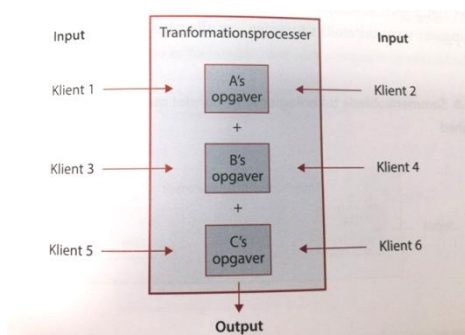 Input
Tranformationsprocesser
Input
Klient 1
A's
opgaver
Klient 2
+
Klient 3
B's
opgaver
Klient 4
+
Klient 5
C's
opgaver
Klient 6
Output